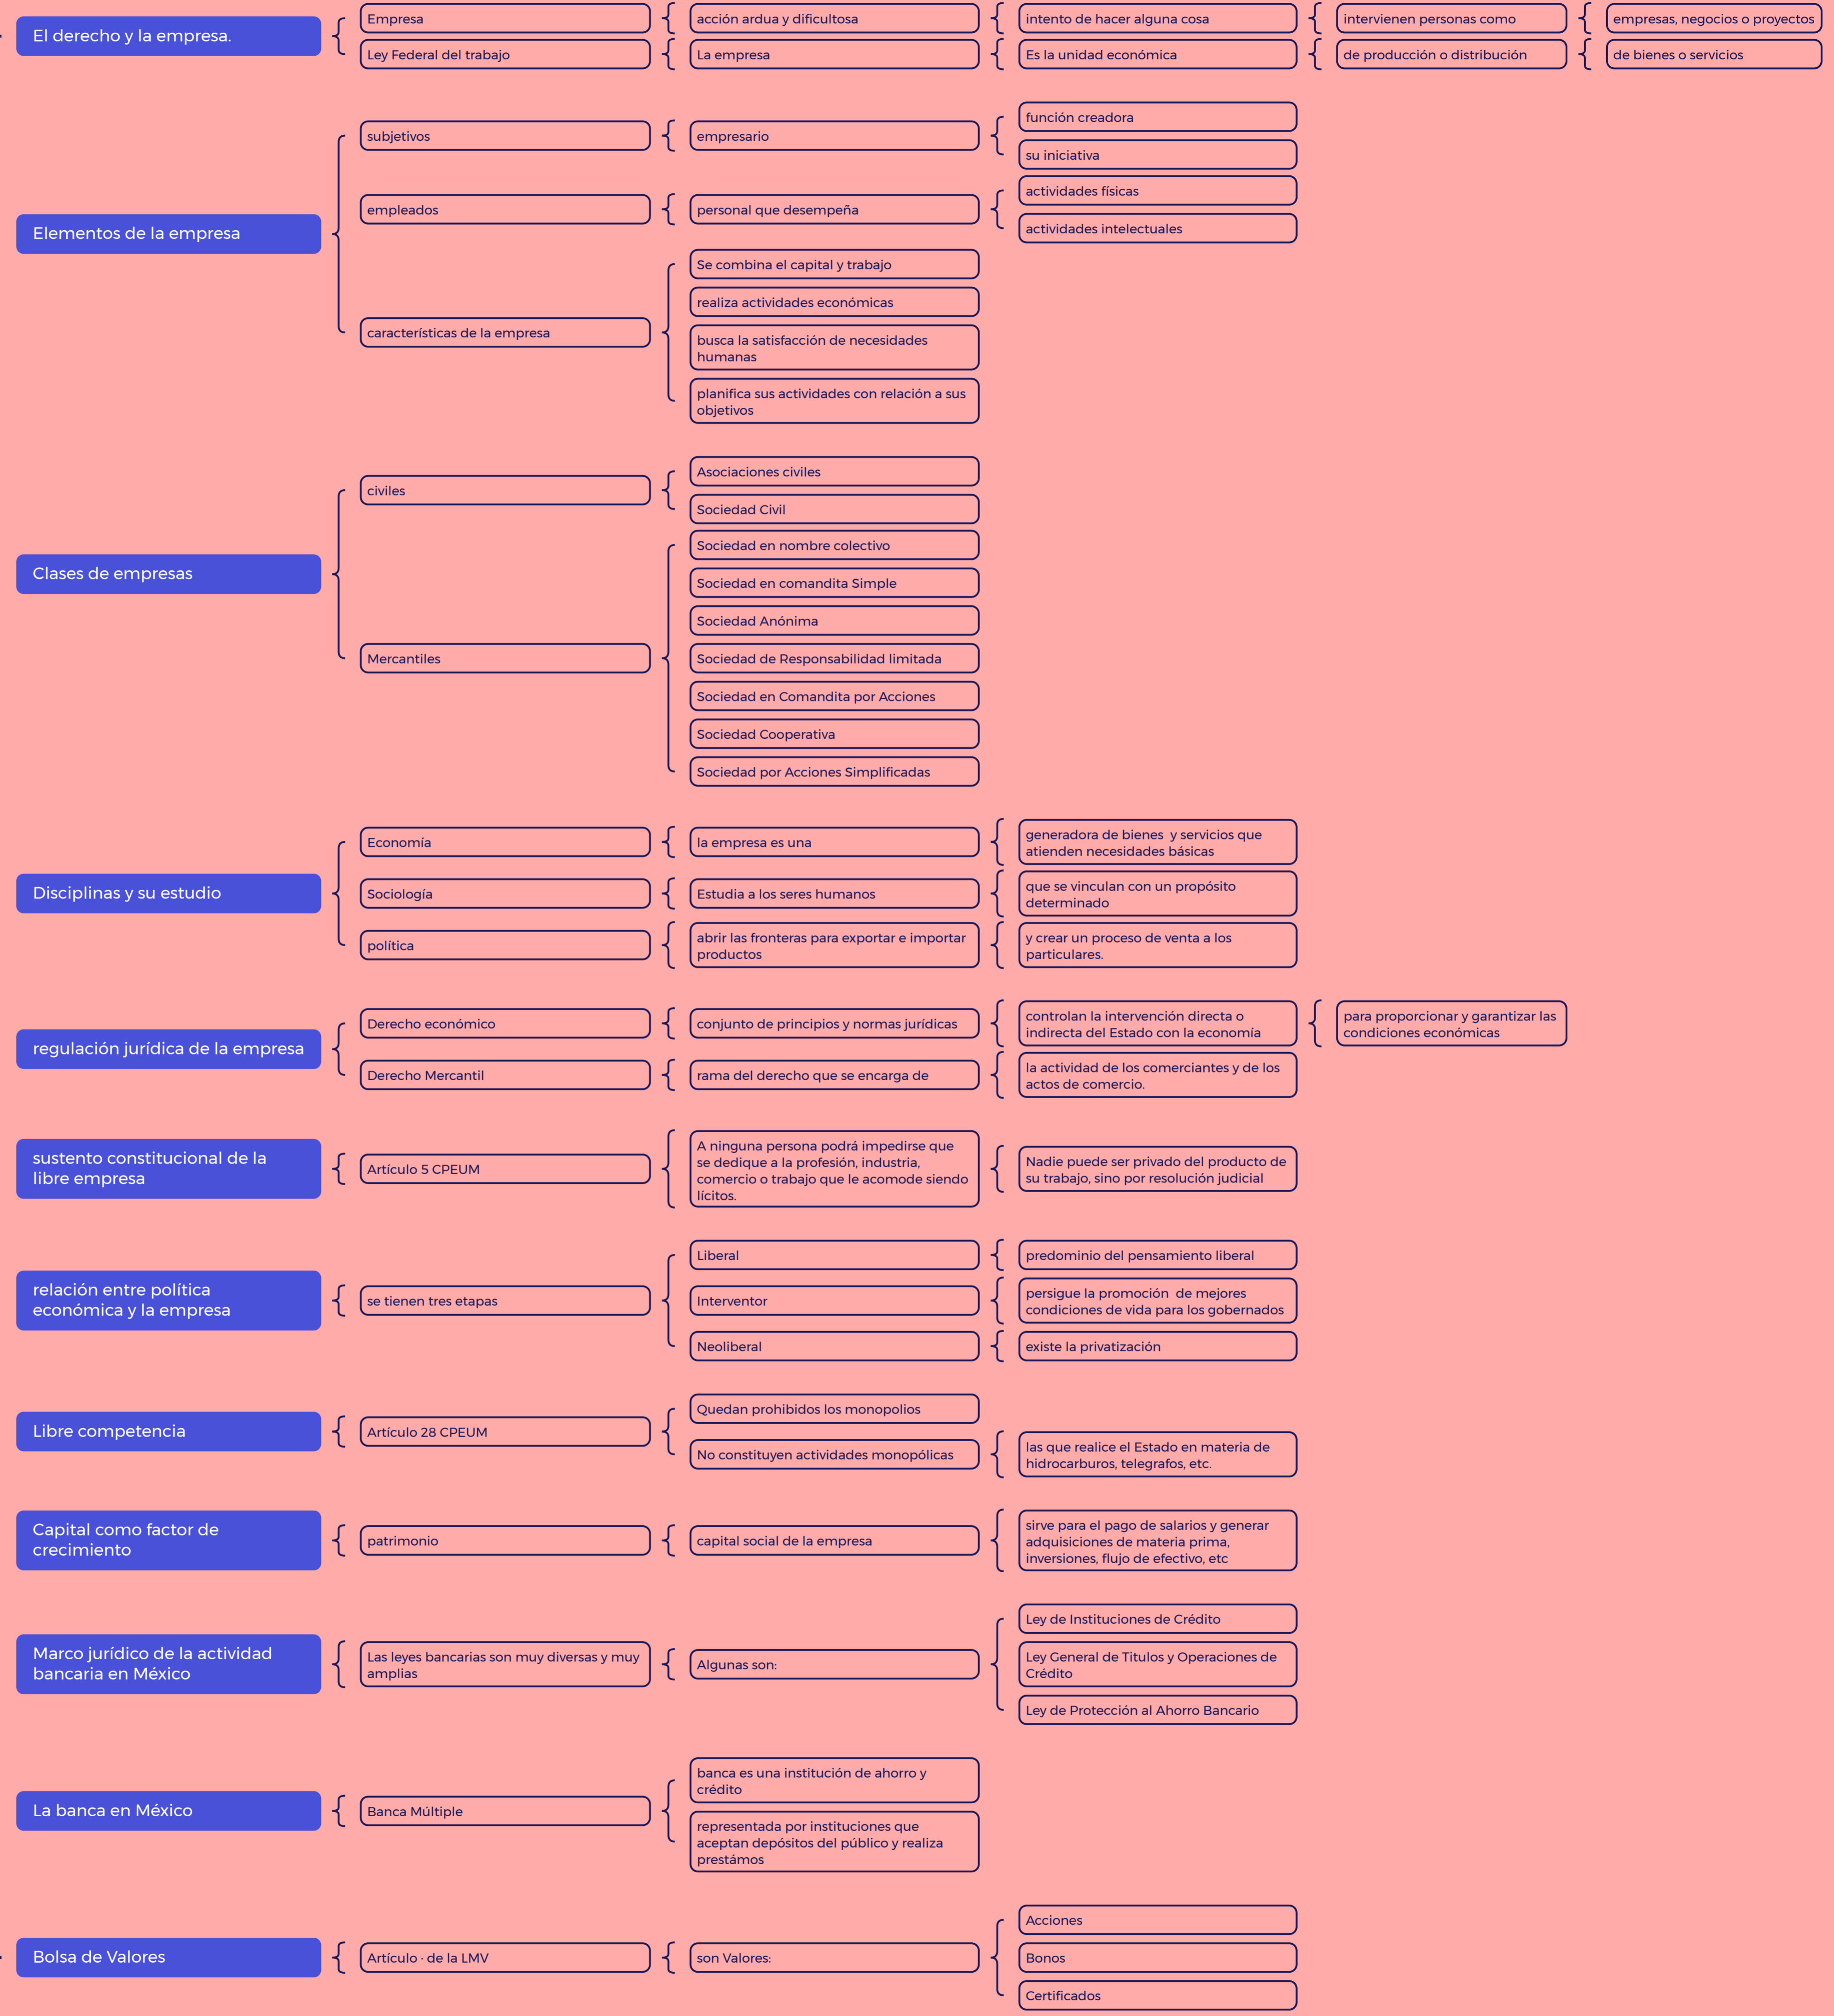 El derecho y la empresa.
Empresa
acción ardua y dificultosa
intento de hacer alguna cosa
intervienen personas como
empresas, negocios o proyectos
Ley Federal del trabajo
La empresa
Es la unidad económica
de producción o distribución
de bienes o servicios
Elementos de la empresa
subjetivos
empresario
función creadora
su iniciativa
empleados
personal que desempeña
actividades físicas
actividades intelectuales
características de la empresa
Se combina el capital y trabajo
realiza actividades económicas
busca la satisfacción de necesidades
humanas
planifica sus actividades con relación a sus
objetivos
Clases de empresas
civiles
Asociaciones civiles
Sociedad Civil
Mercantiles
Sociedad en nombre colectivo
Sociedad en comandita Simple
Sociedad Anónima
Sociedad de Responsabilidad limitada
Sociedad en Comandita por Acciones
Sociedad Cooperativa
Sociedad por Acciones Simplificadas
Disciplinas y su estudio
Economía
la empresa es una
generadora de bienes  y servicios que
atienden necesidades básicas
Sociología
Estudia a los seres humanos
que se vinculan con un propósito
determinado
política
abrir las fronteras para exportar e importar
productos
y crear un proceso de venta a los
particulares.
regulación jurídica de la empresa
Derecho económico
conjunto de principios y normas jurídicas
controlan la intervención directa o
indirecta del Estado con la economía
para proporcionar y garantizar las
condiciones económicas
Derecho Mercantil
rama del derecho que se encarga de
la actividad de los comerciantes y de los
actos de comercio.
sustento constitucional de la
libre empresa
Artículo 5 CPEUM
A ninguna persona podrá impedirse que
se dedique a la profesión, industria,
comercio o trabajo que le acomode siendo
lícitos.
Nadie puede ser privado del producto de
su trabajo, sino por resolución judicial
relación entre política
económica y la empresa
se tienen tres etapas
Liberal
predominio del pensamiento liberal
Interventor
persigue la promoción  de mejores
condiciones de vida para los gobernados
Neoliberal
existe la privatización
Libre competencia
Artículo 28 CPEUM
Quedan prohibidos los monopolios
No constituyen actividades monopólicas
las que realice el Estado en materia de
hidrocarburos, telegrafos, etc.
Capital como factor de
crecimiento
patrimonio
capital social de la empresa
sirve para el pago de salarios y generar
adquisiciones de materia prima,
inversiones, flujo de efectivo, etc
Marco jurídico de la actividad
bancaria en México
Las leyes bancarias son muy diversas y muy
amplias
Algunas son:
Ley de Instituciones de Crédito
Ley General de Titulos y Operaciones de
Crédito
Ley de Protección al Ahorro Bancario
La banca en México
Banca Múltiple
banca es una institución de ahorro y
crédito
representada por instituciones que
aceptan depósitos del público y realiza
prestámos
Bolsa de Valores
Artículo · de la LMV
son Valores:
Acciones
Bonos
Certificados